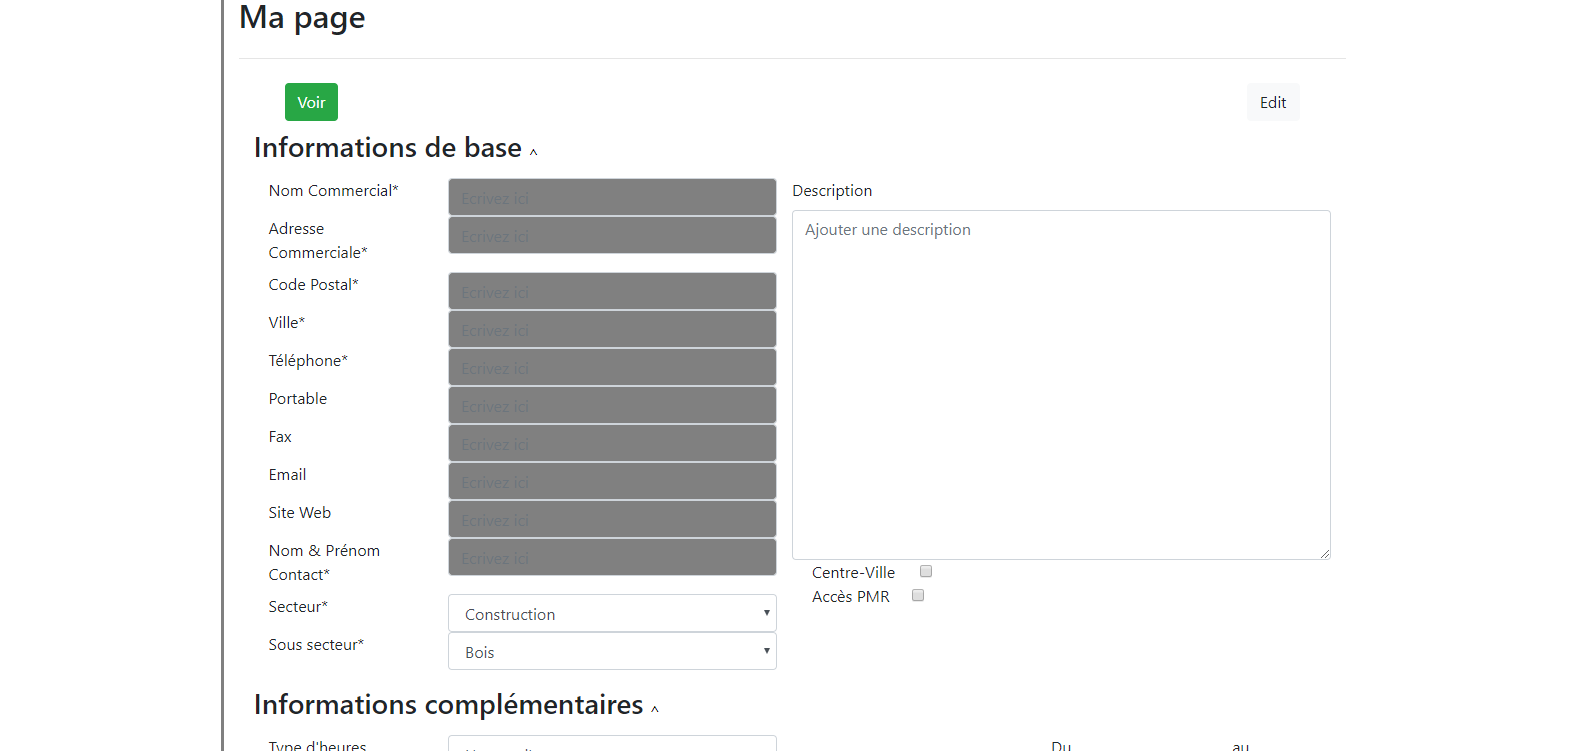 Ma page
Voir
Edit
Informations de base ^
Nom Commercial*
Ecrivez ici
Description
Adresse
Commerciale*
Ecrivez ici
Ajouter une description
Code Postal*
Ecrivez ici
Ville*
Ecrivez ici
Téléphone*
Ecrivez ici
Portable
Ecrivez ici
Fax
Ecrivez ici
Email
Ecrivez ici
Site Web
Ecrivez ici
Nom & Prénom
Contact*
Ecrivez ici
Centre-Ville
Accès PMR
Secteur*
Construction
Sous secteur*
Bois
Informations complémentaires ^
Type d'heures
Du
au